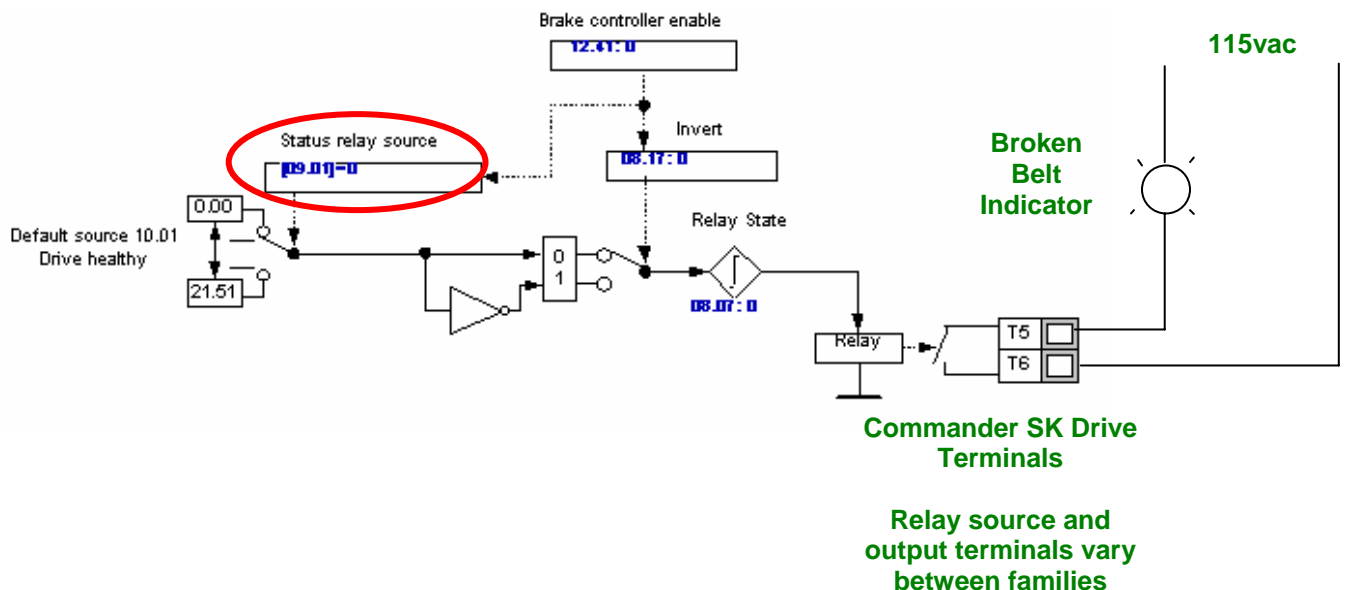 Brake controller enable
12.41: 0
115vac
Status relay source
[09.01]=0
Invert
08.17: 0
Broken
Belt
Indicator
0.00
Default source 10.01
Drive healthy
21.51
0
1
Relay State
08.07: 0
Relay
T5
T6
Commander SK Drive
Terminals
Relay source and
output terminals vary
between families